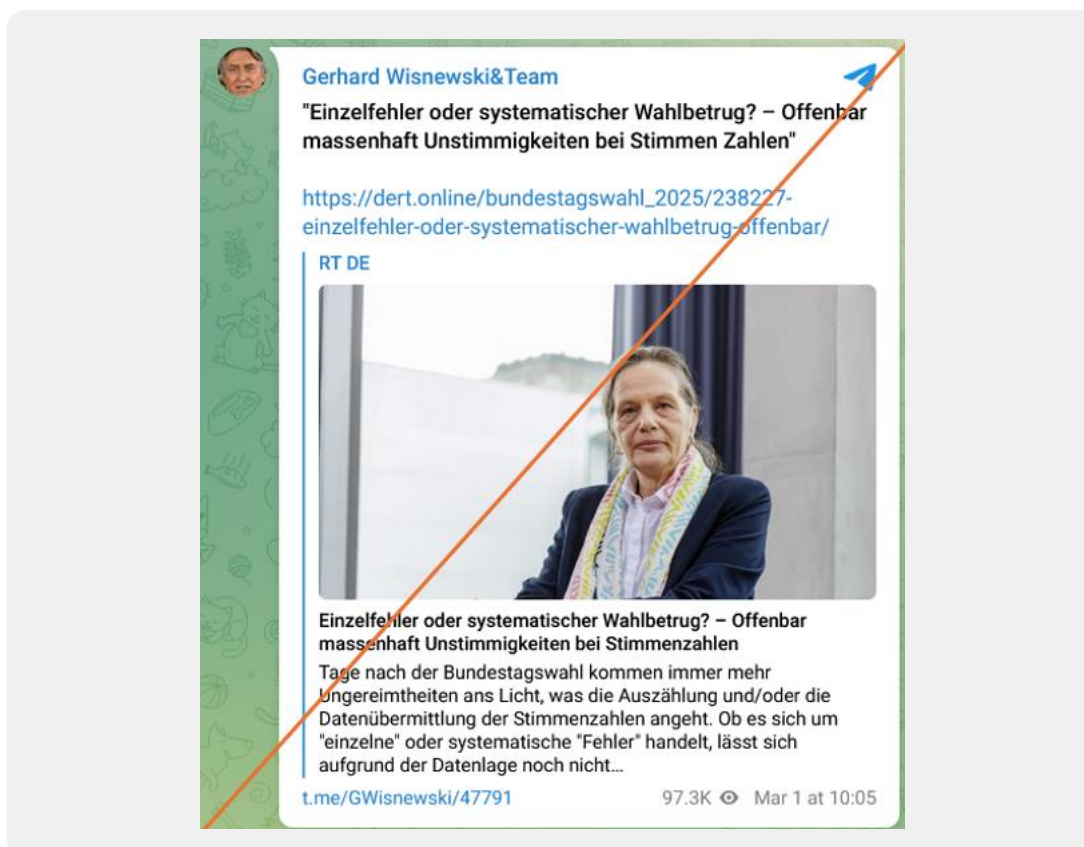 Gerhard Wisnewski&Team
"Einzelfehler oder systematischer Wahlbetrug? – Offenbar
massenhaft Unstimmigkeiten bei Stimmen Zahlen"
https://dert.online/bundestagswahl_2025/238227-
einzelfehler-oder-systematischer-wahlbetrug-offenbar/
RT DE
Einzelfehler oder systematischer Wahlbetrug? – Offenbar
massenhaft Unstimmigkeiten bei Stimmenzahlen
Tage nach der Bundestagswahl kommen immer mehr
Ungereimtheiten ans Licht, was die Auszählung und/oder die
Datenübermittlung der Stimmenzahlen angeht. Ob es sich um
"einzelne" oder systematische "Fehler" handelt, lässt sich
aufgrund der Datenlage noch nicht...
t.me/GWisnewski/47791 97.3K Mar 1 at 10:05